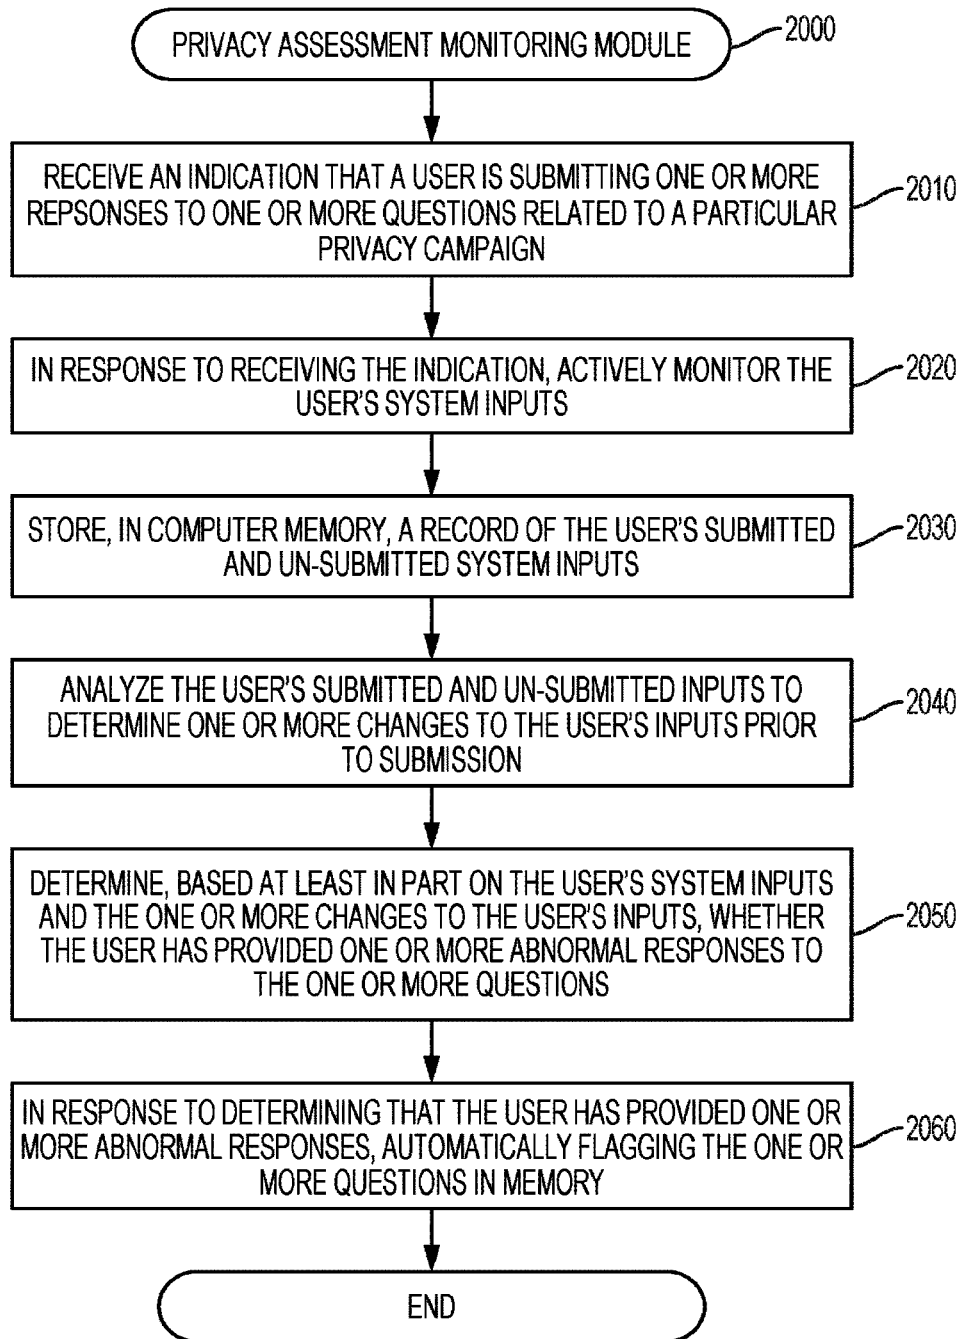 PRIVACY ASSESSMENT MONITORING MODULE
2000
RECEIVE AN INDICATION THAT A USER IS SUBMITTING ONE OR MORE
REPSONSES TO ONE OR MORE QUESTIONS RELATED TO A PARTICULAR
PRIVACY CAMPAIGN
2010
IN RESPONSE TO RECEIVING THE INDICATION, ACTIVELY MONITOR THE
USER'S SYSTEM INPUTS
2020
STORE, IN COMPUTER MEMORY, A RECORD OF THE USER'S SUBMITTED
AND UN-SUBMITTED SYSTEM INPUTS
2030
ANALYZE THE USER'S SUBMITTED AND UN-SUBMITTED INPUTS TO
DETERMINE ONE OR MORE CHANGES TO THE USER'S INPUTS PRIOR
TO SUBMISSION
2040
DETERMINE, BASED AT LEAST IN PART ON THE USER'S SYSTEM INPUTS
AND THE ONE OR MORE CHANGES TO THE USER'S INPUTS, WHETHER
THE USER HAS PROVIDED ONE OR MORE ABNORMAL RESPONSES TO
THE ONE OR MORE QUESTIONS
2050
IN RESPONSE TO DETERMINING THAT THE USER HAS PROVIDED ONE OR
MORE ABNORMAL RESPONSES, AUTOMATICALLY FLAGGING THE ONE OR
MORE QUESTIONS IN MEMORY
2060
END